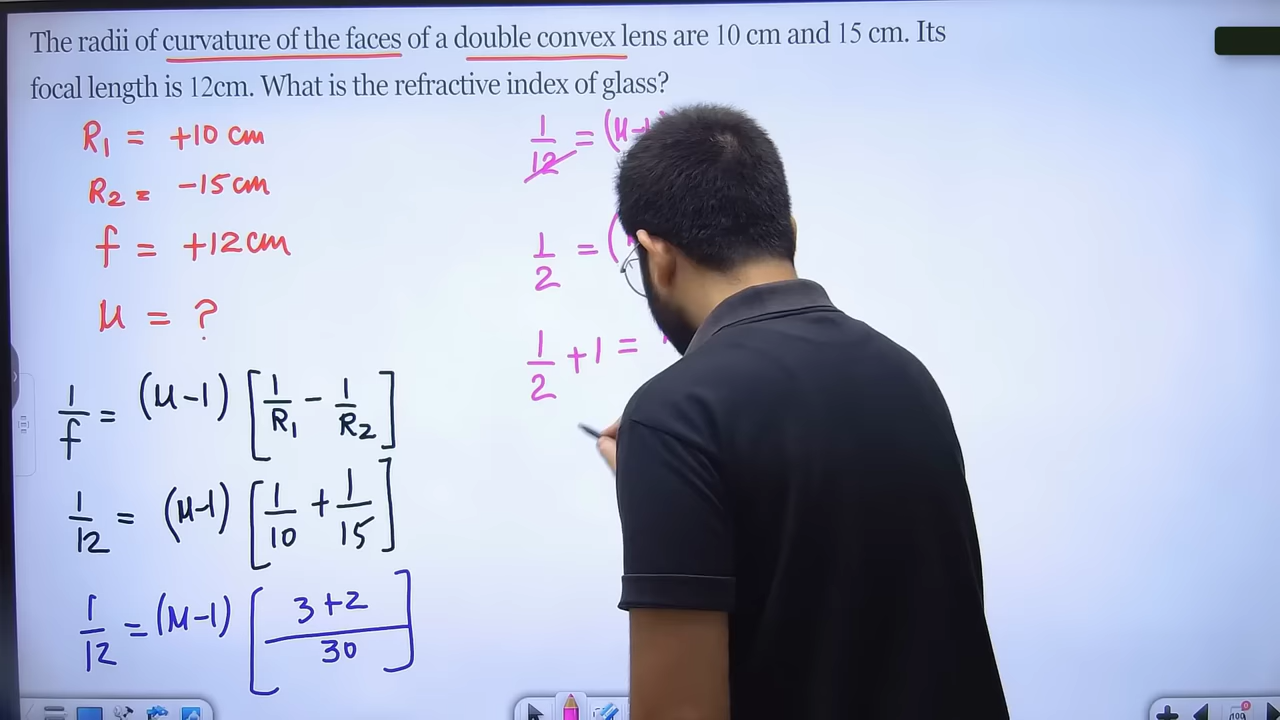 The radii of curvature of the faces of a double convex lens are 10 cm and 15 cm. Its
focal length is 12cm. What is the refractive index of glass?
R₁ = +10 cm
R₂ = -15 cm
f = +12 cm
μ = ?
1/f = (μ-1) [1/R₁ - 1/R₂]
1/12 = (μ-1) [1/10 + 1/15]
1/12 = (μ-1) [3+2/30]
1/12 = (μ-1)
1/2 = (
1/2 + 1 =